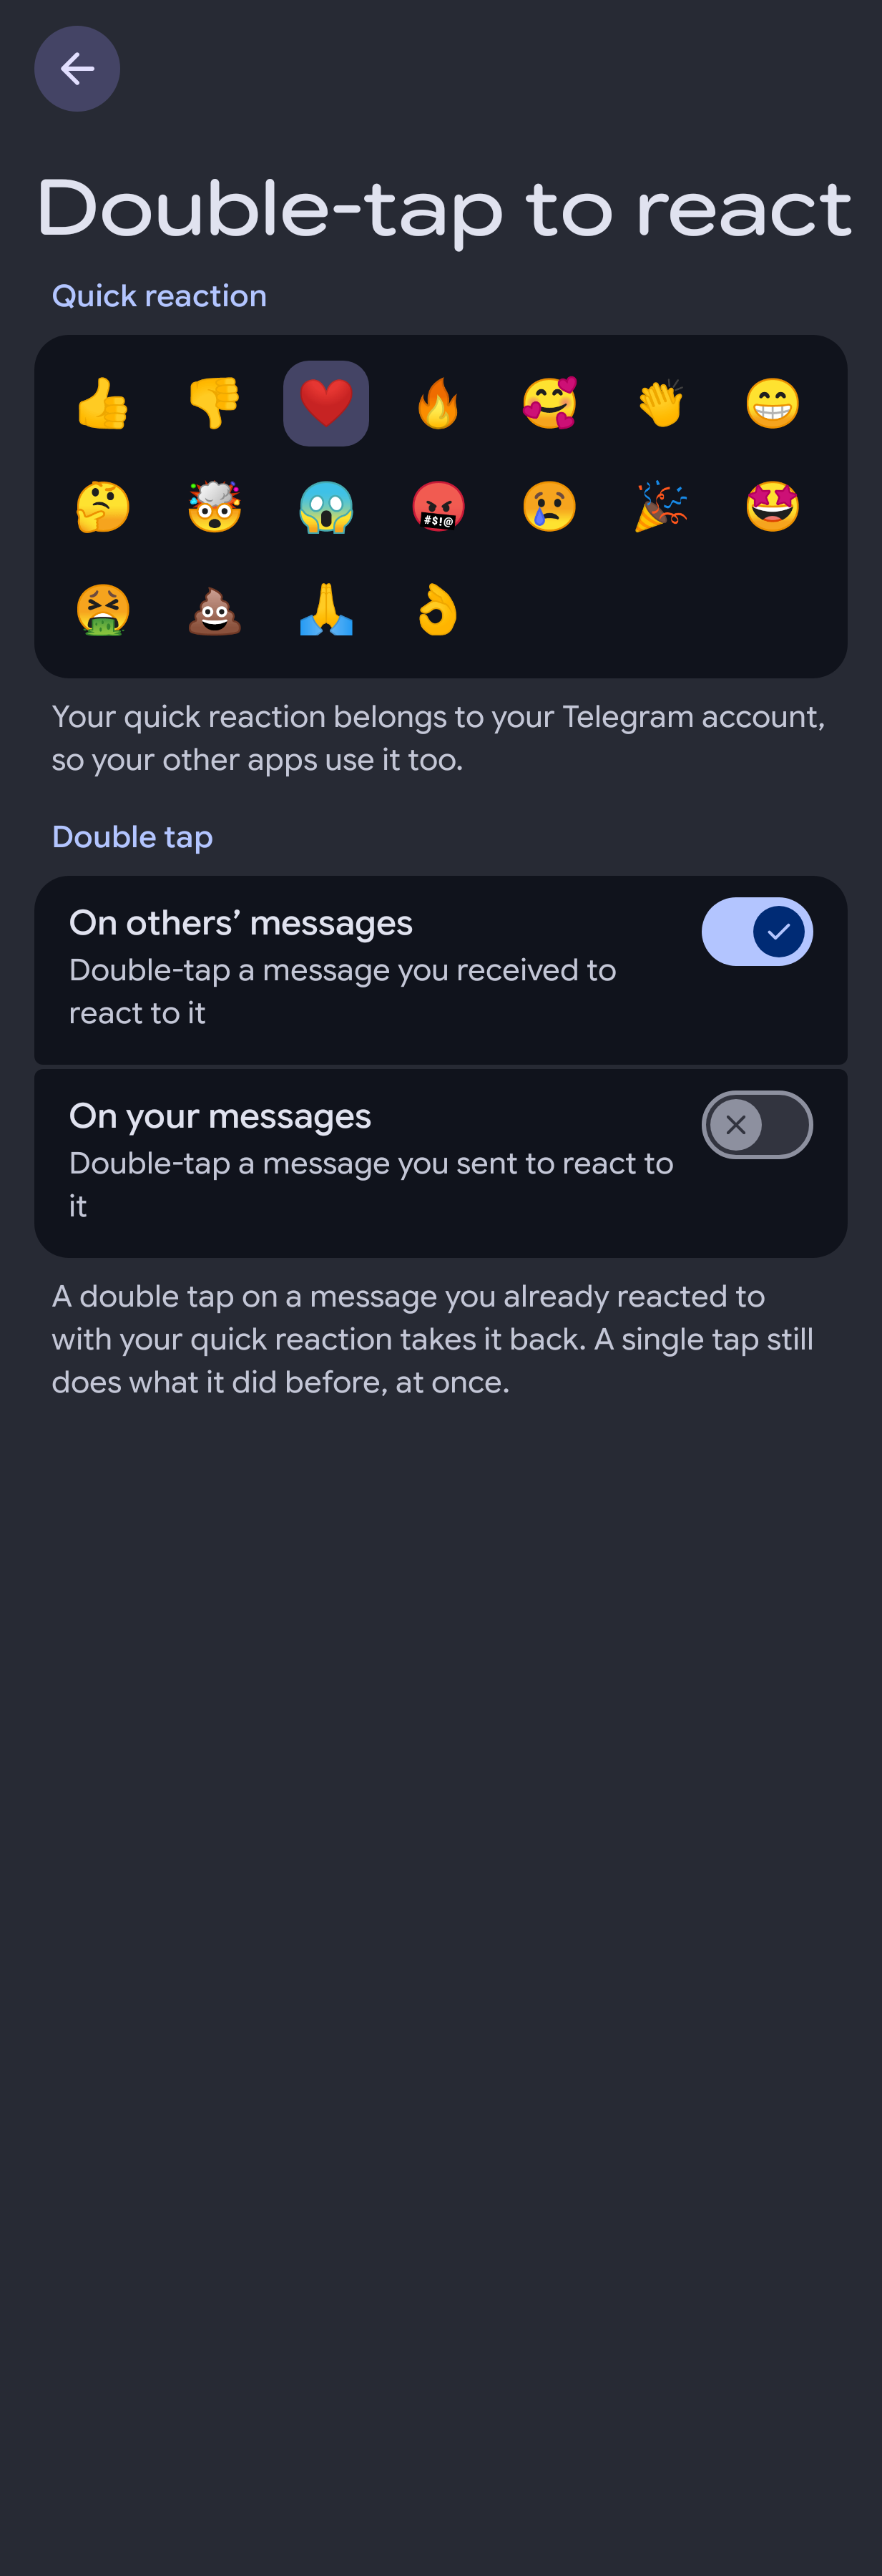 Double-tap to react
Quick reaction
Your quick reaction belongs to your Telegram account,
so your other apps use it too.
Double tap
On others’ messages
Double-tap a message you received to
react to it
On your messages
Double-tap a message you sent to react to
it
A double tap on a message you already reacted to
with your quick reaction takes it back. A single tap still
does what it did before, at once.